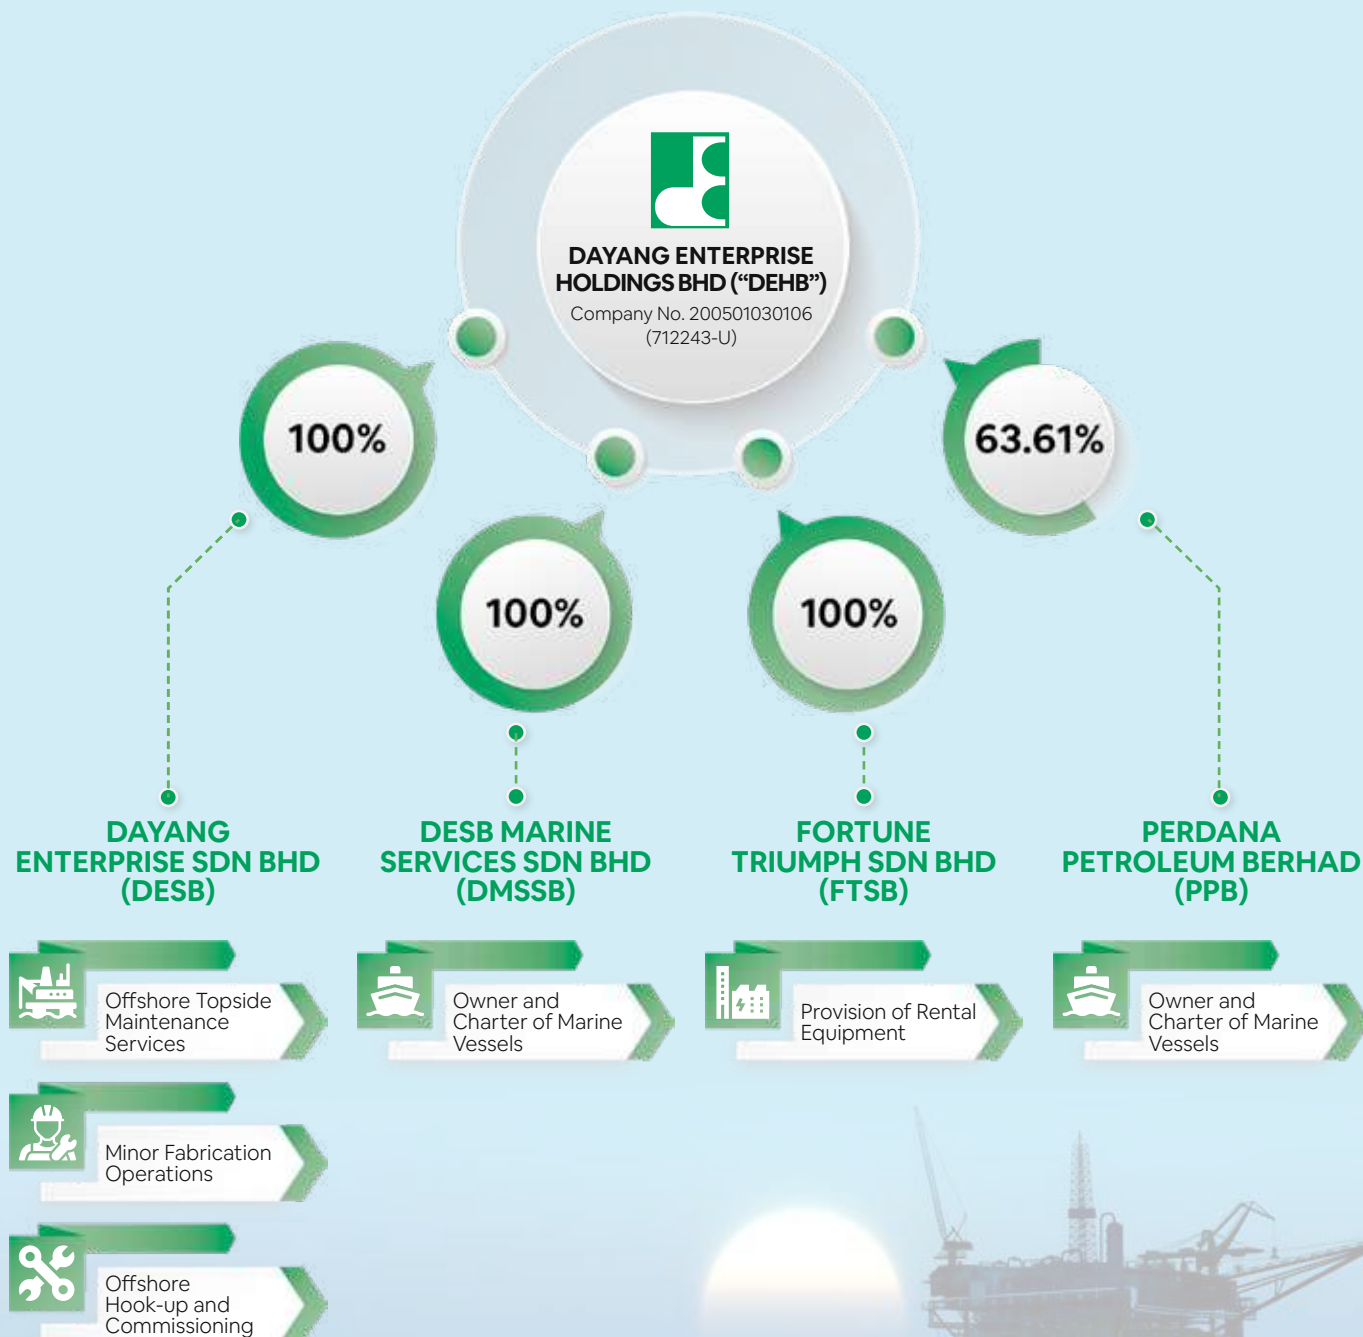 DAYANG ENTERPRISE
HOLDINGS BHD (“DEHB”)
Company No. 200501030106
(712243-U)
100%
63.61%
100%
100%
DAYANG
ENTERPRISE SDN BHD
(DESB)
Offshore Topside
Maintenance
Services
Minor Fabrication
Operations
Offshore
Hook-up and
Commissioning
DESB MARINE
SERVICES SDN BHD
(DMSSB)
Owner and
Charter of Marine
Vessels
FORTUNE
TRIUMPH SDN BHD
(FTSB)
Provision of Rental
Equipment
PERDANA
PETROLEUM BERHAD
(PPB)
Owner and
Charter of Marine
Vessels